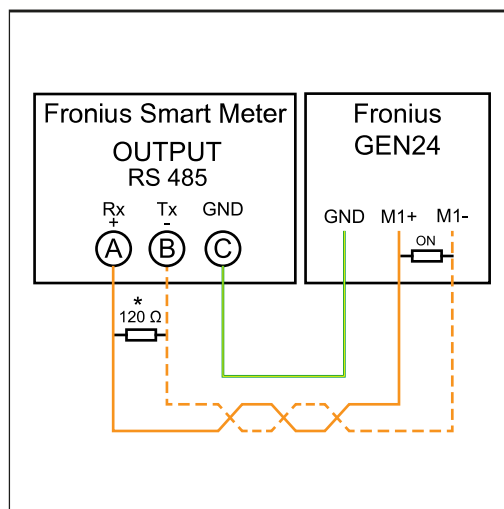 Fronius Smart Meter
OUTPUT
RS 485
Rx Tx GND
+ -
A B C
*
120 Ω
Fronius
GEN24
GND M1+ M1-
ON